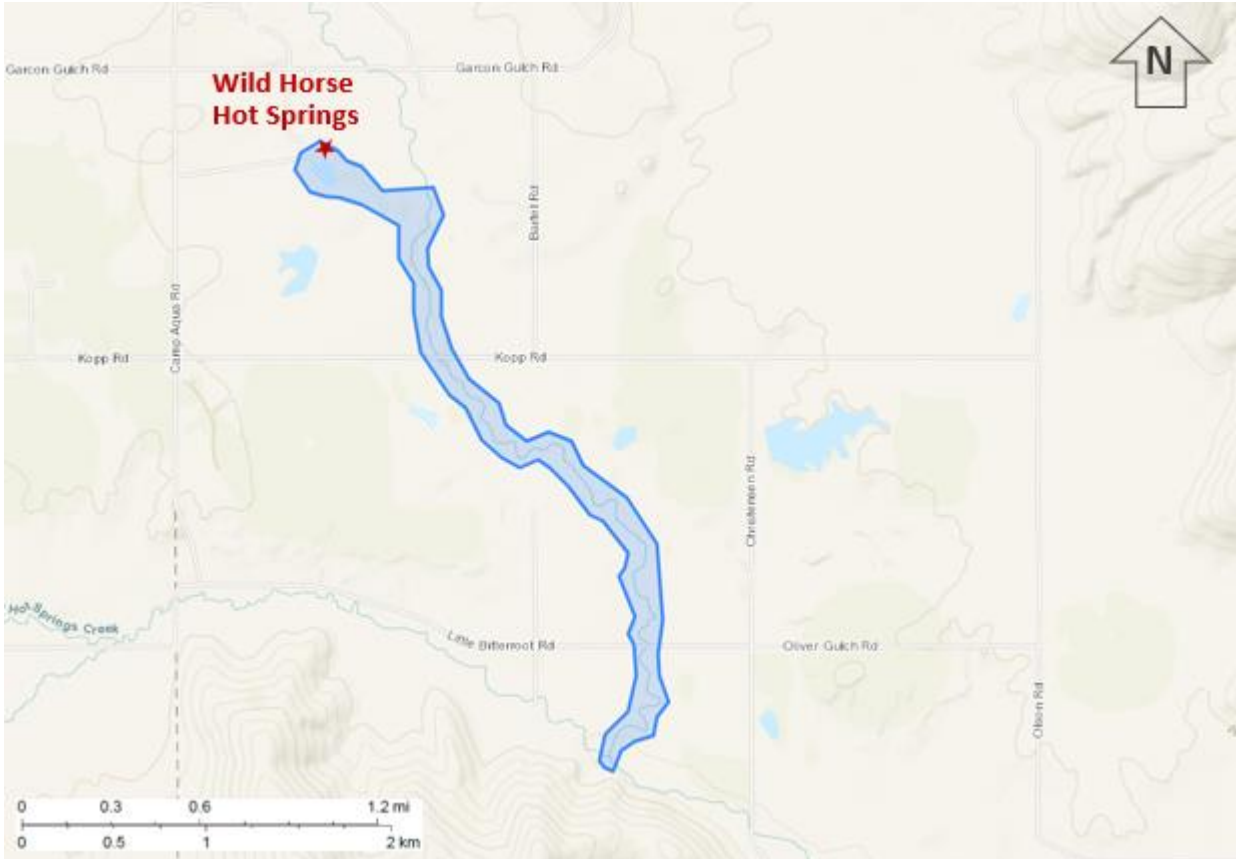 N
Garcon Gulch Rd
Garcon Gulch Rd
Wild Horse
Hot Springs
Bartel Rd
Camp Aqua Rd
Kopp Rd
Kopp Rd
Christensen Rd
Hot Springs Creek
Little Bitterroot Rd
Oliver Gulch Rd
Olson Rd
0 0.3 0.6 1.2 mi
0 0.5 1 2 km